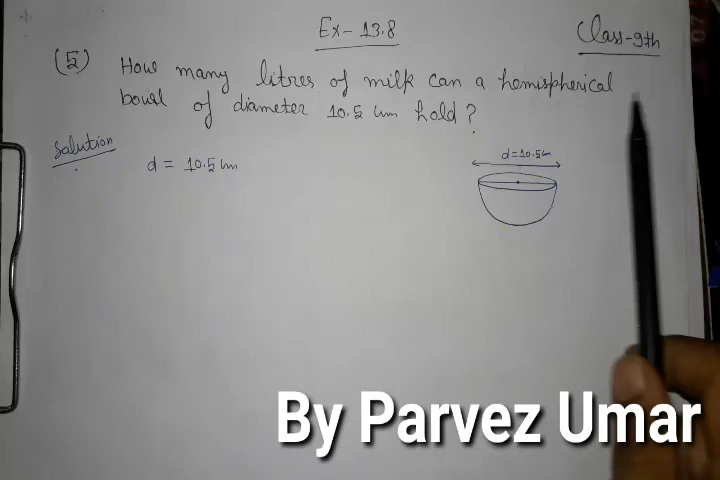 Ex- 13.8
Class-9th
(5) How many litres of milk can a hemispherical
bowl of diameter 10.5 cm hold?
Solution
d = 10.5 cm
d=10.5cm
By Parvez Umar